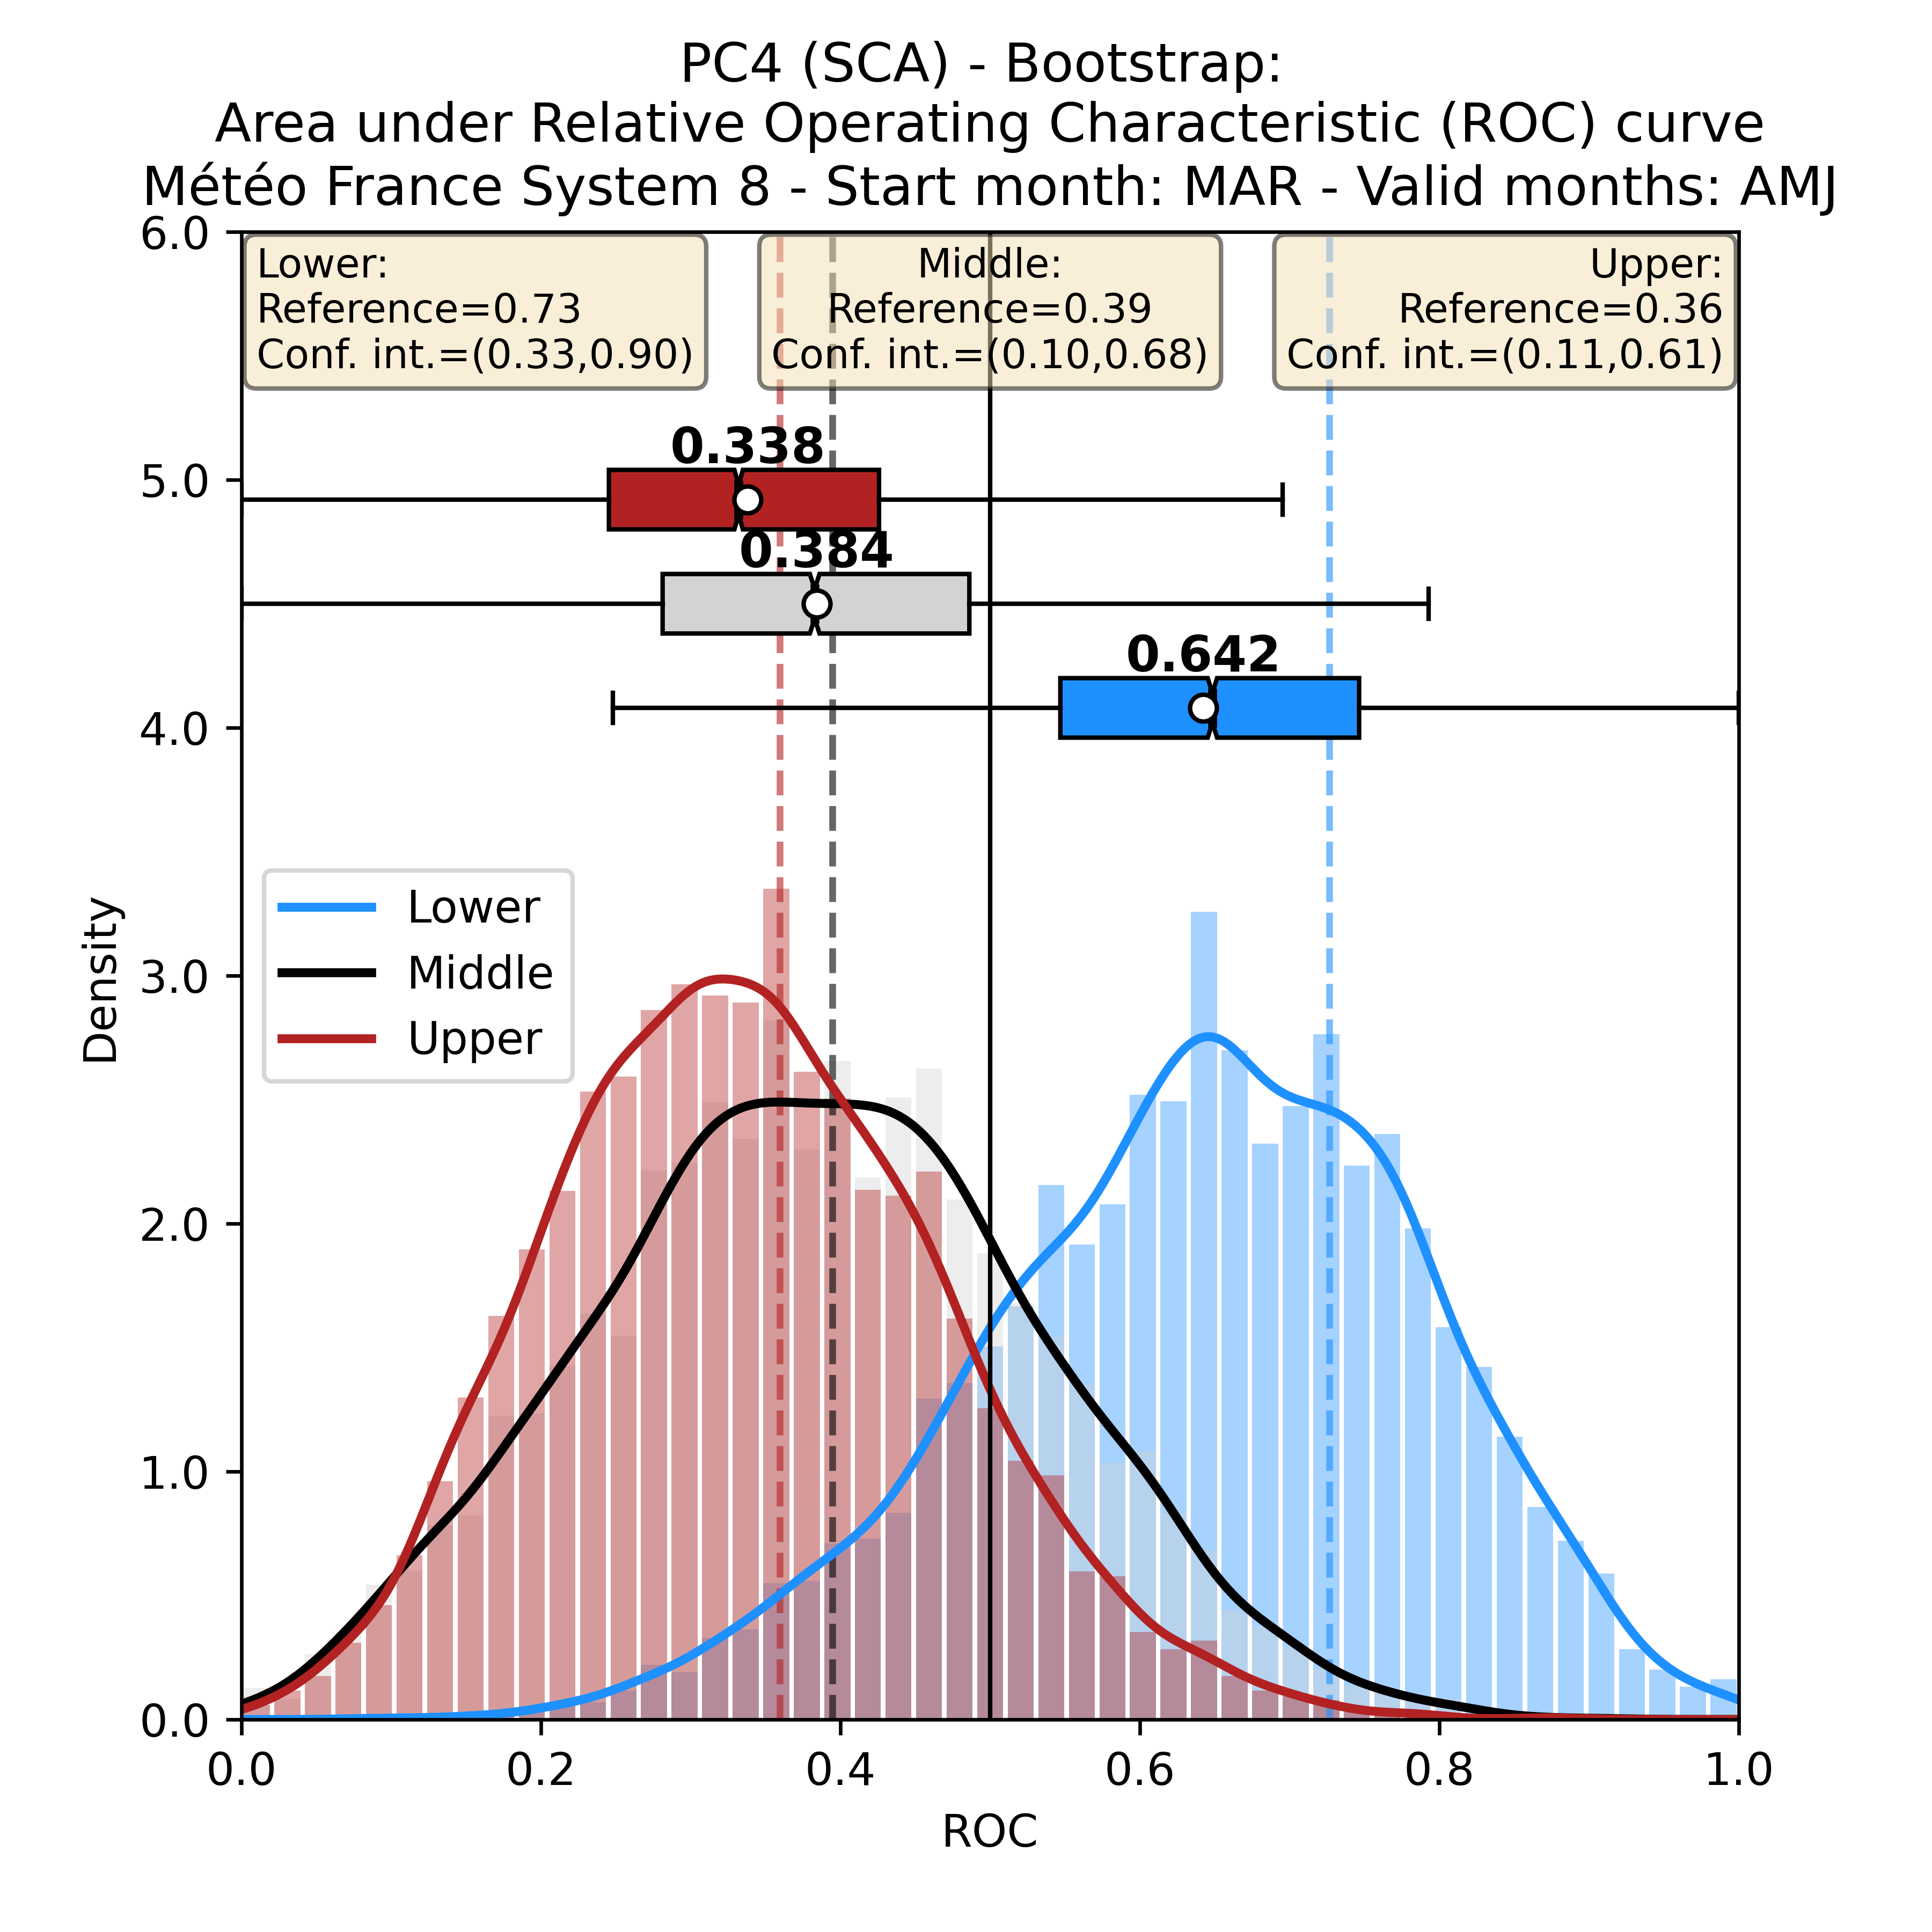 PC4 (SCA) - Bootstrap:
Area under Relative Operating Characteristic (ROC) curve
Météo France System 8 - Start month: MAR - Valid months: AMJ
6.0
Lower:
Reference=0.73
Conf. int.=(0.33,0.90)
Middle:
Reference=0.39
Conf. int.=(0.10,0.68)
Upper:
Reference=0.36
Conf. int.=(0.11,0.61)
0.338
5.0
0.384
0.642
4.0
Lower
Middle
Upper
Density
3.0
2.0
1.0
0.0
0.0 0.2 0.4 0.6 0.8 1.0
ROC